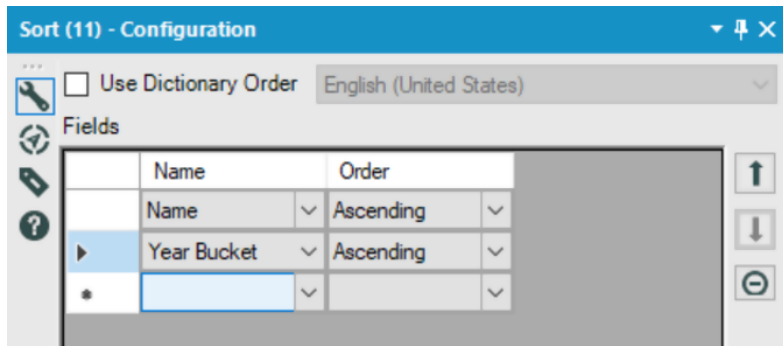 Sort (11) - Configuration
Use Dictionary Order English (United States)
Fields
Name Order
Name Ascending
Year Bucket Ascending